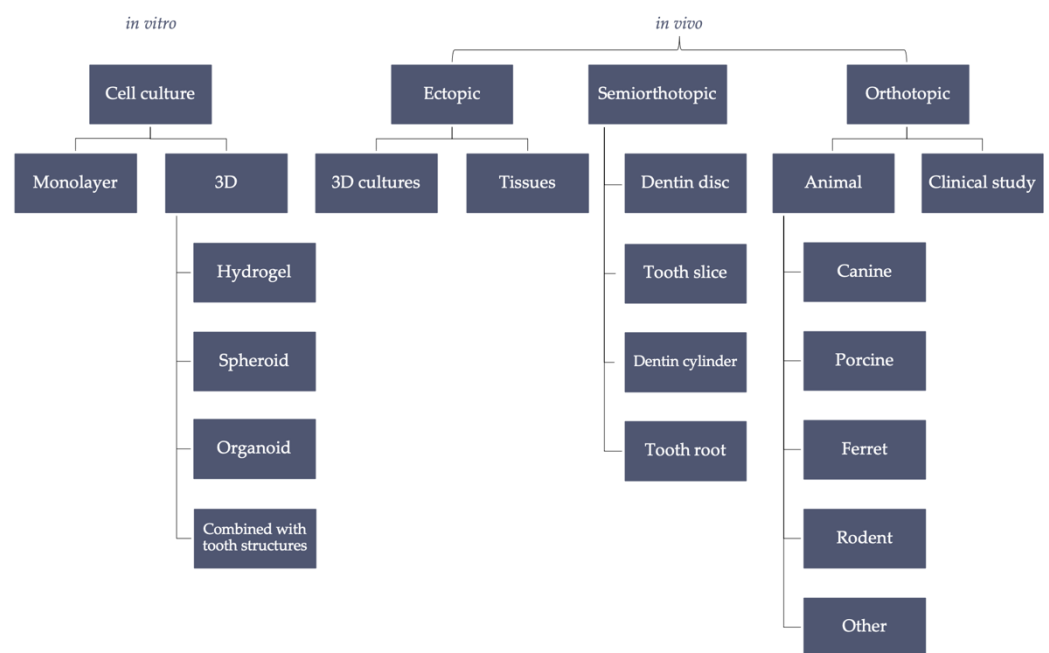 in vitro
in vivo
Cell culture
Ectopic
Semiorthotopic
Orthotopic
Monolayer
3D
3D cultures
Tissues
Dentin disc
Animal
Clinical study
Hydrogel
Tooth slice
Canine
Spheroid
Dentin cylinder
Porcine
Organoid
Tooth root
Ferret
Combined with
tooth structures
Rodent
Other